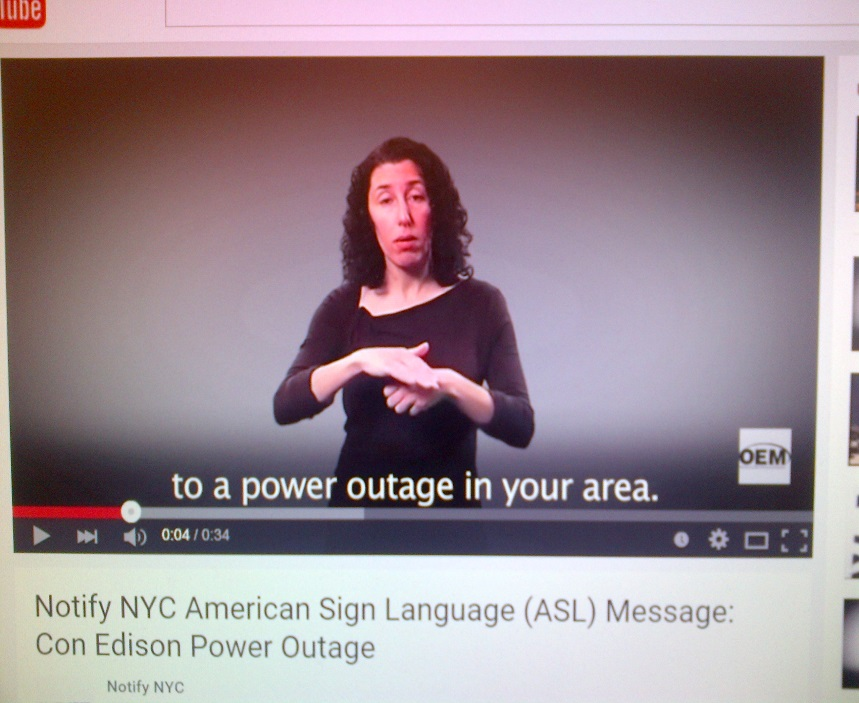 Tube
OEM
to a power outage in your area.
0:04 / 0:34
Notify NYC American Sign Language (ASL) Message:
Con Edison Power Outage
Notify NYC